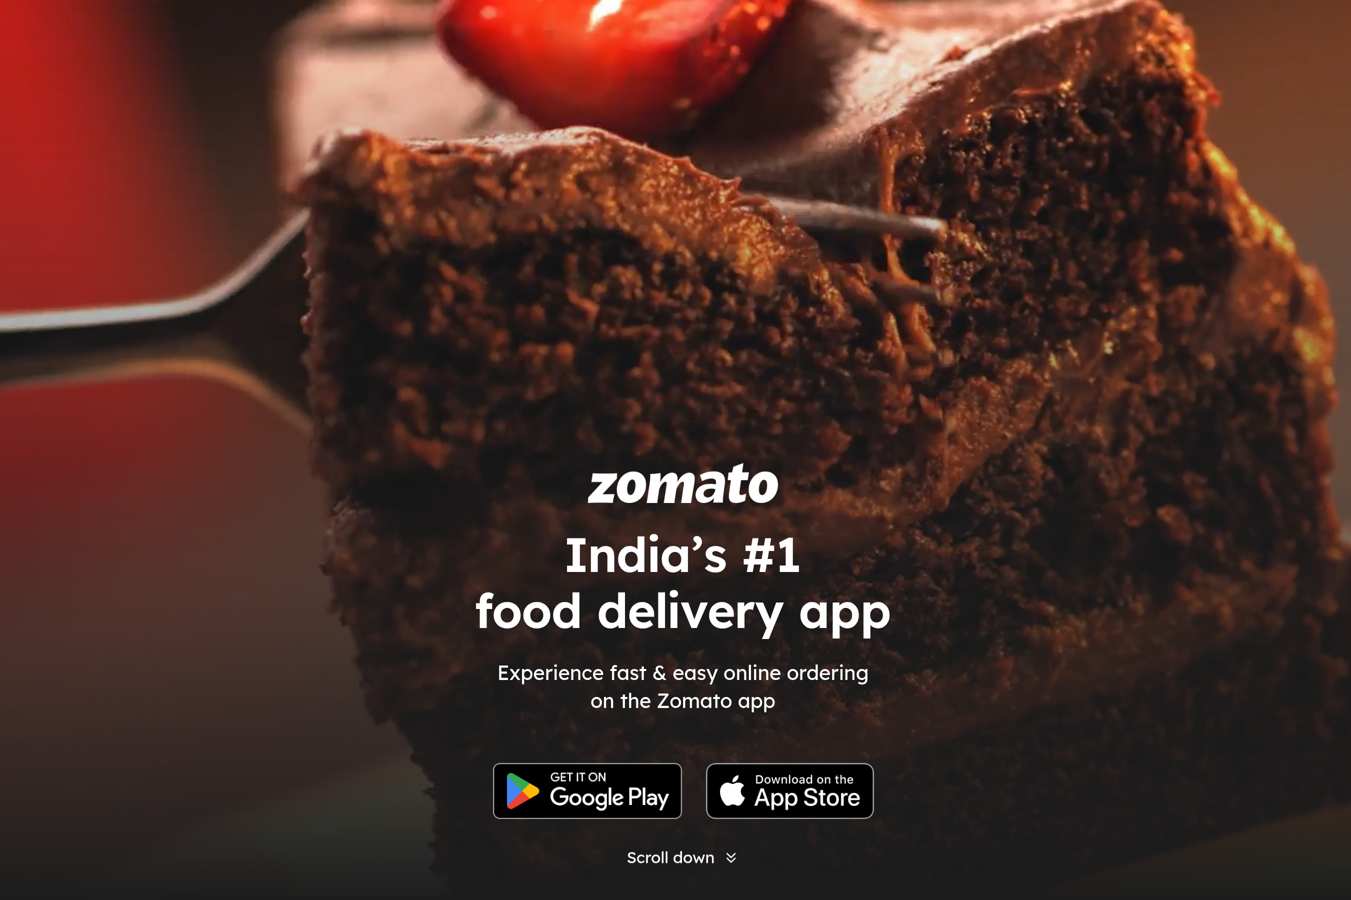 zomato
India’s #1
food delivery app
Experience fast & easy online ordering
on the Zomato app
GET IT ON
Google Play
Download on the
App Store
Scroll down